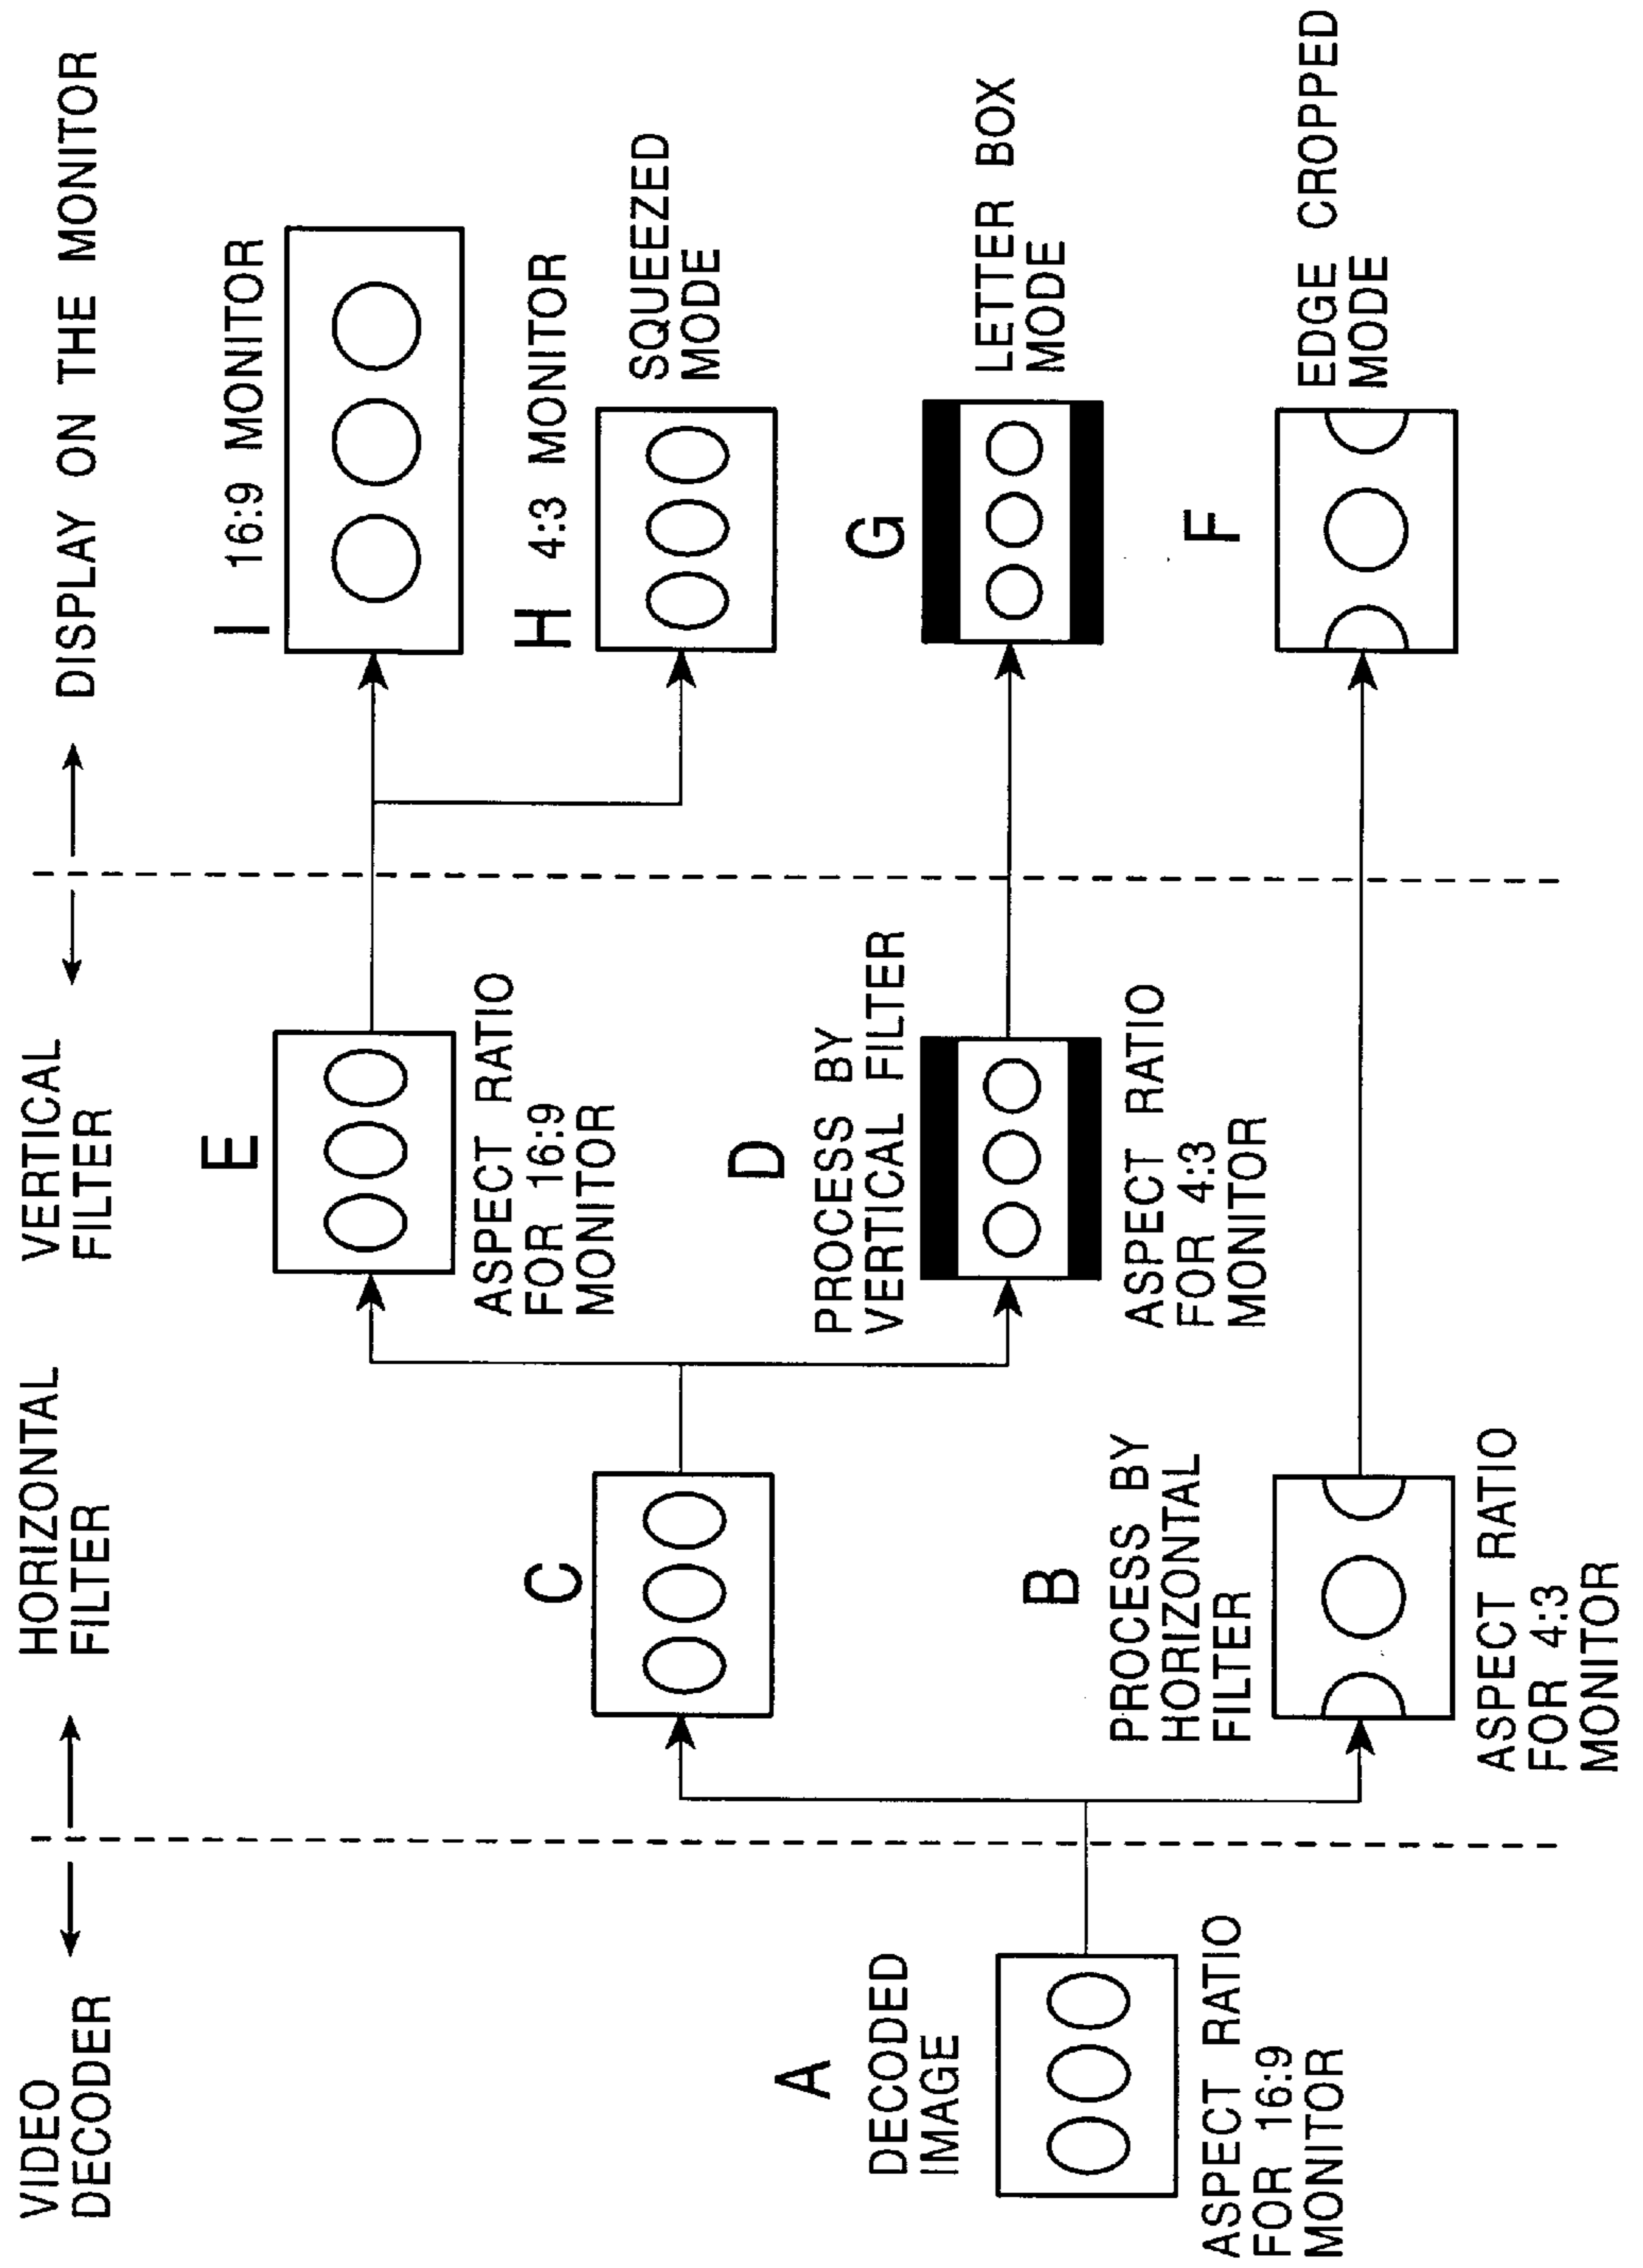 VIDEO
DECODER
HORIZONTAL
FILTER
VERTICAL
FILTER
DISPLAY ON THE MONITOR
A
DECODED
IMAGE
ASPECT RATIO
FOR 16:9
MONITOR
C
B
PROCESS BY
HORIZONTAL
FILTER
ASPECT RATIO
FOR 4:3
MONITOR
E
ASPECT RATIO
FOR 16:9
MONITOR
D
PROCESS BY
VERTICAL FILTER
ASPECT RATIO
FOR 4:3
MONITOR
I 16:9 MONITOR
H 4:3 MONITOR
SQUEEZED
MODE
G
LETTER BOX
MODE
F
EDGE CROPPED
MODE